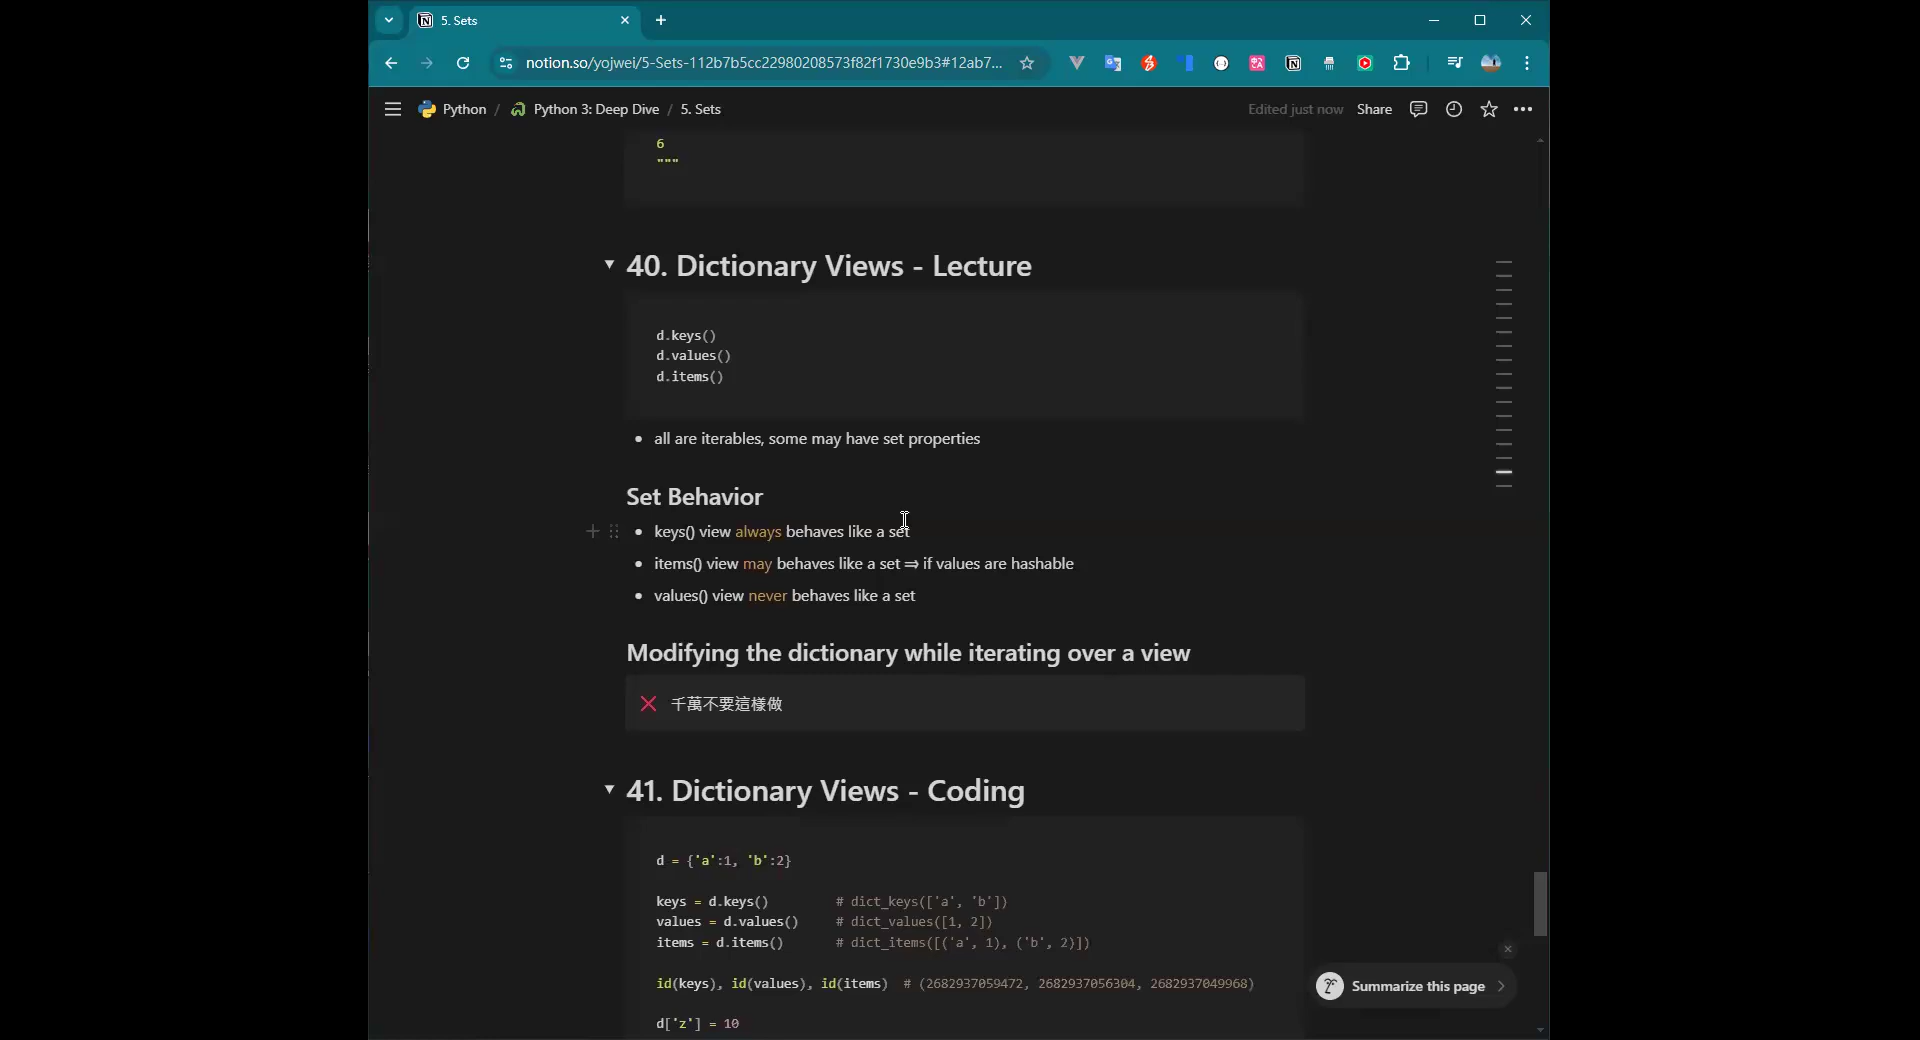 5. Sets
notion.so/yojwei/5-Sets-112b7b5cc22980208573f82f1730e9b3#12ab7...
Python / Python 3: Deep Dive / 5. Sets
Edited just now Share
6
"""
40. Dictionary Views - Lecture
d.keys()
d.values()
d.items()
• all are iterables, some may have set properties
Set Behavior
• keys() view always behaves like a set
• items() view may behaves like a set ⇒ if values are hashable
• values() view never behaves like a set
Modifying the dictionary while iterating over a view
❌ 千萬不要這樣做
41. Dictionary Views - Coding
d = {'a':1, 'b':2}
keys = d.keys() # dict_keys(['a', 'b'])
values = d.values() # dict_values([1, 2])
items = d.items() # dict_items([('a', 1), ('b', 2)])
id(keys), id(values), id(items) # (2682937059472, 2682937056304, 2682937049968)
Summarize this page
d['z'] = 10